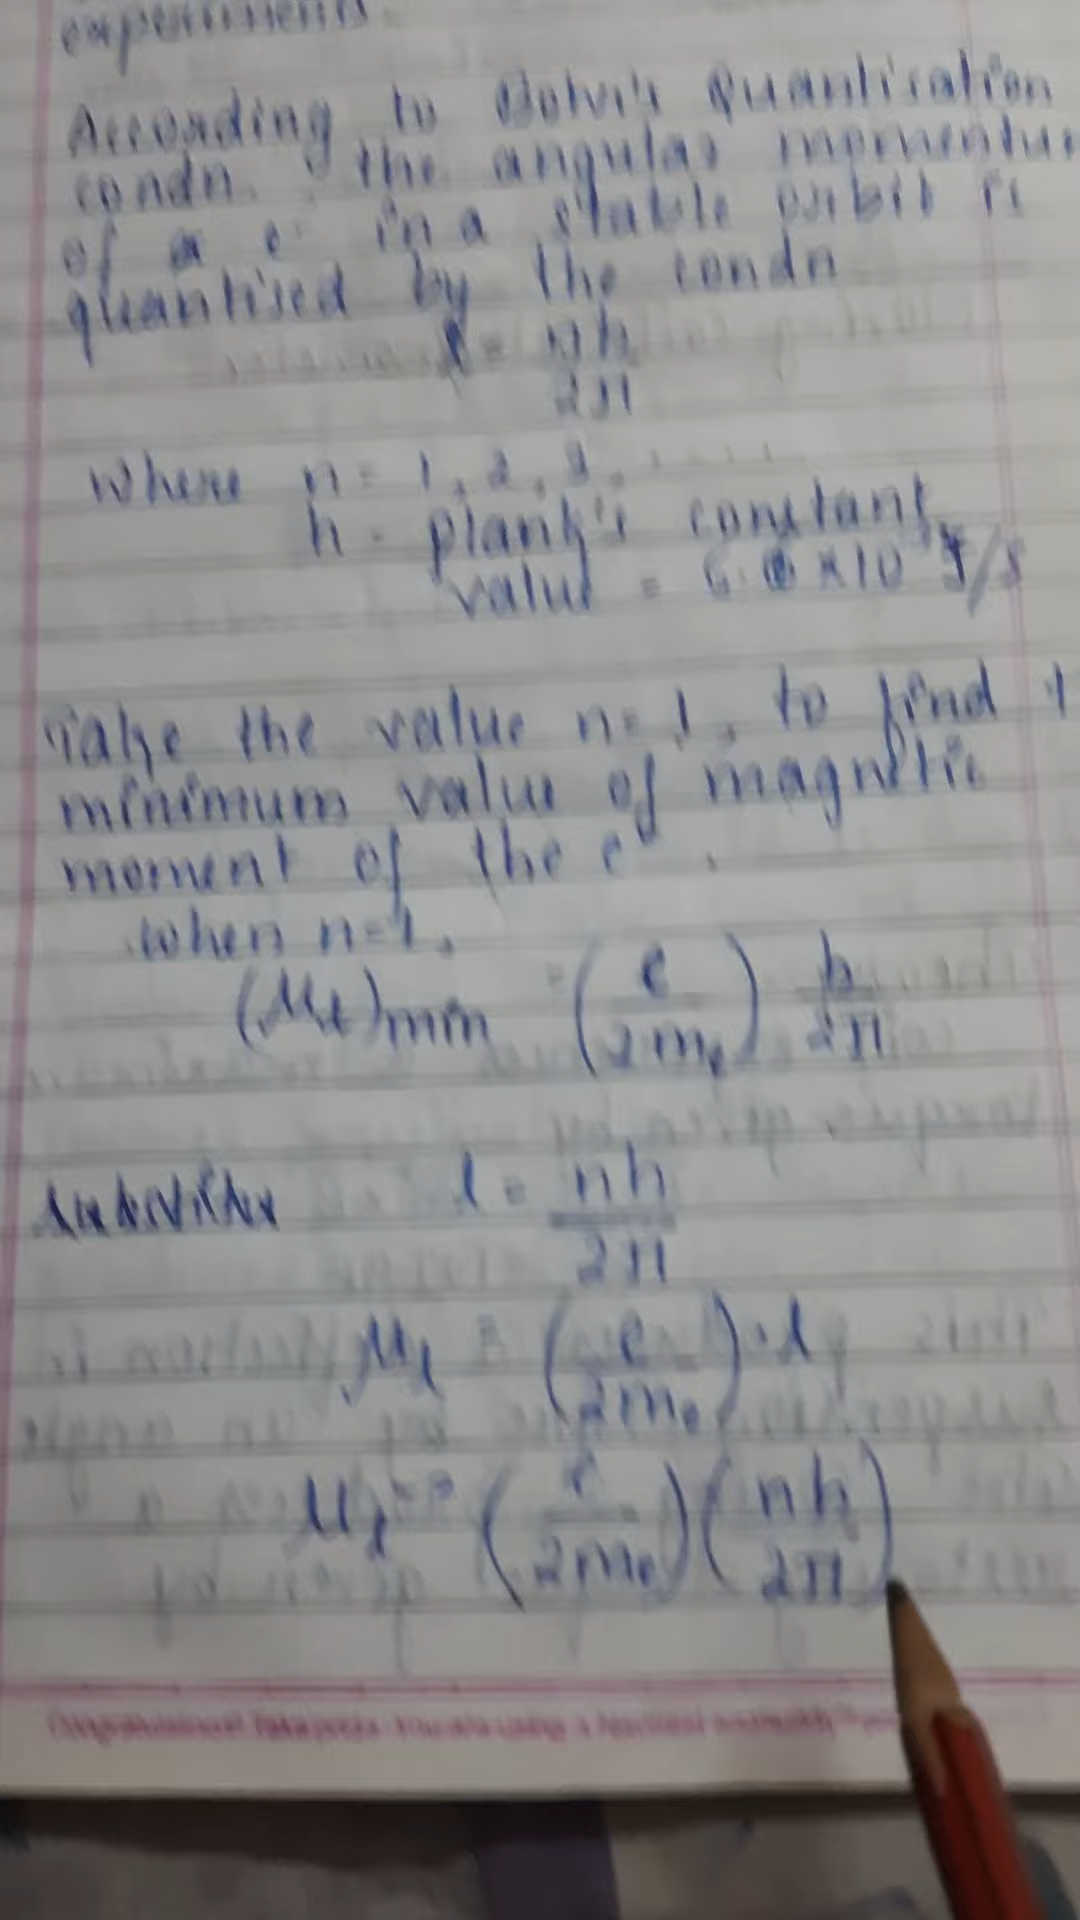 experiments.
According to Bohr's quantisation
condn. the angular momentum
of a e⁻ in a stable orbit is
quantised by the condn
l = nh
2π
where n = 1, 2, 3, .....
h - plank's constant
value = 6. ×10 J/s
Take the value n=1, to find
minimum value of magnetic
moment of the e⁻.
when n=1,
(μl)min = (e/2me) h/2π
l = nh/2π
μl = (e/2me) . l
μl = (e/2me) (nh/2π)